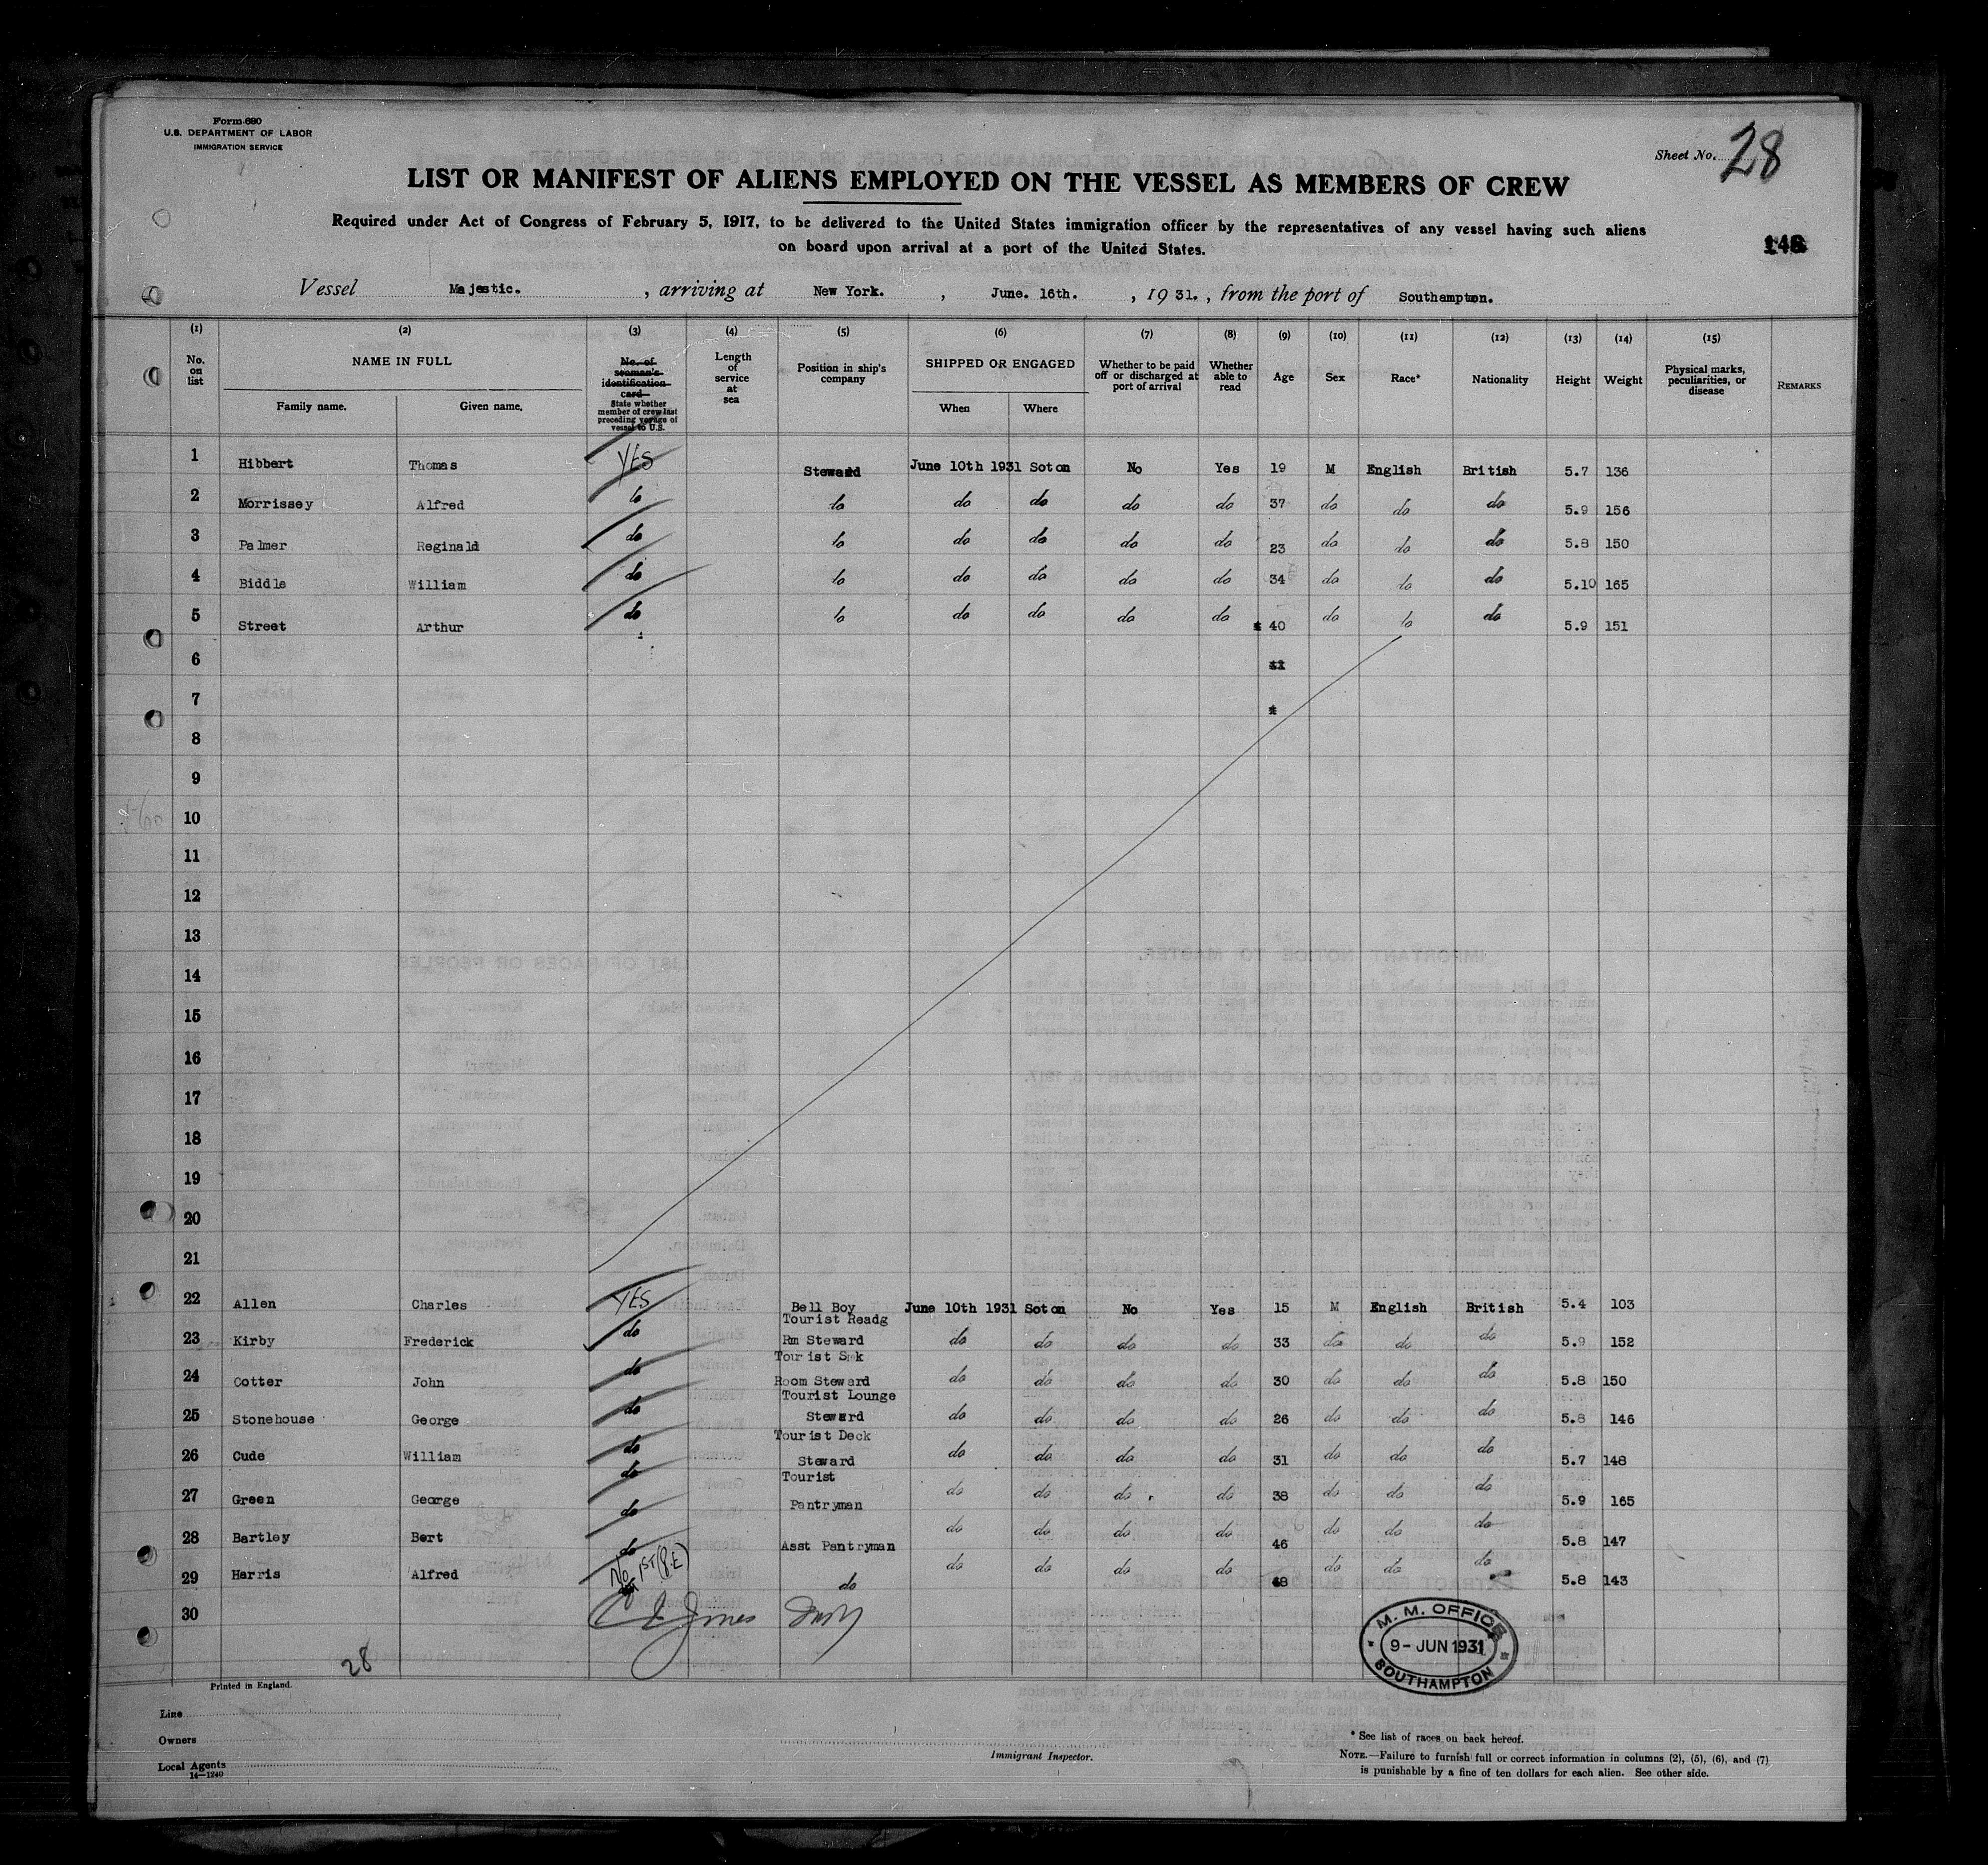 Form 680
U.S. DEPARTMENT OF LABOR
IMMIGRATION SERVICE
Sheet No. 28
LIST OR MANIFEST OF ALIENS EMPLOYED ON THE VESSEL AS MEMBERS OF CREW
Required under Act of Congress of February 5, 1917, to be delivered to the United States immigration officer by the representatives of any vessel having such aliens
on board upon arrival at a port of the United States.
Vessel Majestic. , arriving at New York. , June. 16th. , 1931. , from the port of Southampton.
(1) (2) (3) (4) (5) (6) (7) (8) (9) (10) (11) (12) (13) (14) (15)
No. on list NAME IN FULL Family name. Given name. No. of seaman's identification card State whether member of crew last preceding voyage of vessel to U.S. Length of service at sea Position in ship's company SHIPPED OR ENGAGED When Where Whether to be paid off or discharged at port of arrival Whether able to read Age Sex Race* Nationality Height Weight Physical marks, peculiarities, or disease REMARKS
1 Hibbert Thomas YES Steward June 10th 1931 Soton No Yes 19 M English British 5.7 136
2 Morrissey Alfred do do do do do do 37 do do do 5.9 156
3 Palmer Reginald do do do do do do 23 do do do 5.8 150
4 Biddle William do do do do do do 34 do do do 5.10 165
5 Street Arthur do do do do do do 40 do do do 5.9 151
6
7
8
9
10
11
12
13
14
15
16
17
18
19
20
21
22 Allen Charles YES Bell Boy June 10th 1931 Soton No Yes 15 M English British 5.4 103
23 Kirby Frederick do Tourist Readg Rm Steward do do do do 33 do do do 5.9 152
24 Cotter John do Tourist Smk Room Steward do do do do 30 do do do 5.8 150
25 Stonehouse George do Tourist Lounge Steward do do do do 26 do do do 5.8 146
26 Cude William do Tourist Deck Steward do do do do 31 do do do 5.7 148
27 Green George do Tourist Pantryman do do do do 38 do do do 5.9 165
28 Bartley Bert do Asst Pantryman do do do do 46 do do do 5.8 147
29 Harris Alfred do No 1ST (P.E) do do do do do 48 do do do 5.8 143
30
28
M. M. OFFICE
9 - JUN 1931
SOUTHAMPTON
Printed in England.
Line
Owners
Local Agents
14-1240
Immigrant Inspector.
* See list of races on back hereof.
NOTE.—Failure to furnish full or correct information in columns (2), (5), (6), and (7)
is punishable by a fine of ten dollars for each alien. See other side.